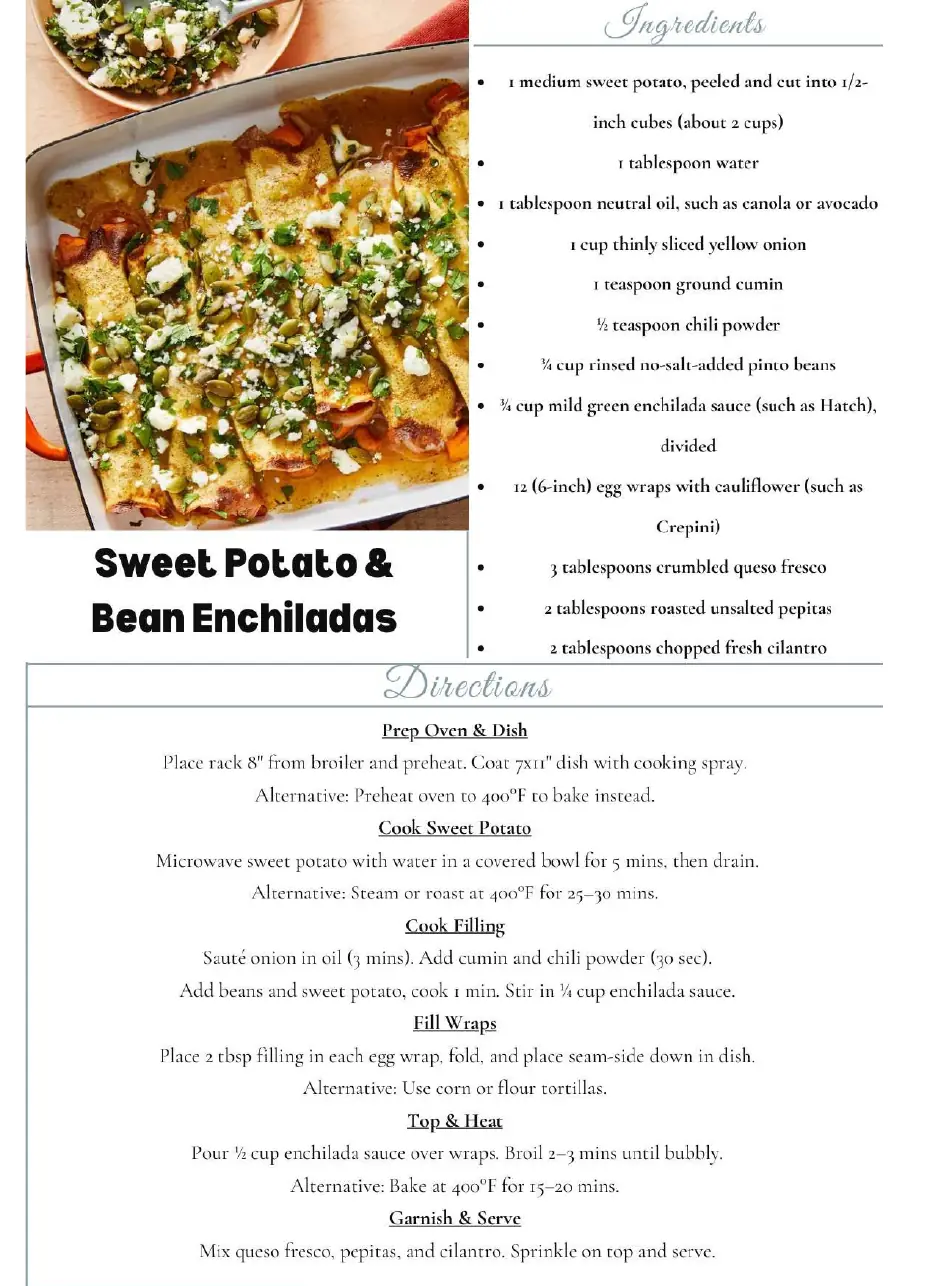 Ingredients
• 1 medium sweet potato, peeled and cut into 1/2-
inch cubes (about 2 cups)
• 1 tablespoon water
• 1 tablespoon neutral oil, such as canola or avocado
• 1 cup thinly sliced yellow onion
• 1 teaspoon ground cumin
• ½ teaspoon chili powder
• ¾ cup rinsed no-salt-added pinto beans
• ¾ cup mild green enchilada sauce (such as Hatch),
divided
• 12 (6-inch) egg wraps with cauliflower (such as
Crepini)
• 3 tablespoons crumbled queso fresco
• 2 tablespoons roasted unsalted pepitas
• 2 tablespoons chopped fresh cilantro
Sweet Potato &
Bean Enchiladas
Directions
Prep Oven & Dish
Place rack 8" from broiler and preheat. Coat 7x11" dish with cooking spray.
Alternative: Preheat oven to 400°F to bake instead.
Cook Sweet Potato
Microwave sweet potato with water in a covered bowl for 5 mins, then drain.
Alternative: Steam or roast at 400°F for 25–30 mins.
Cook Filling
Sauté onion in oil (3 mins). Add cumin and chili powder (30 sec).
Add beans and sweet potato, cook 1 min. Stir in ¼ cup enchilada sauce.
Fill Wraps
Place 2 tbsp filling in each egg wrap, fold, and place seam-side down in dish.
Alternative: Use corn or flour tortillas.
Top & Heat
Pour ½ cup enchilada sauce over wraps. Broil 2–3 mins until bubbly.
Alternative: Bake at 400°F for 15–20 mins.
Garnish & Serve
Mix queso fresco, pepitas, and cilantro. Sprinkle on top and serve.